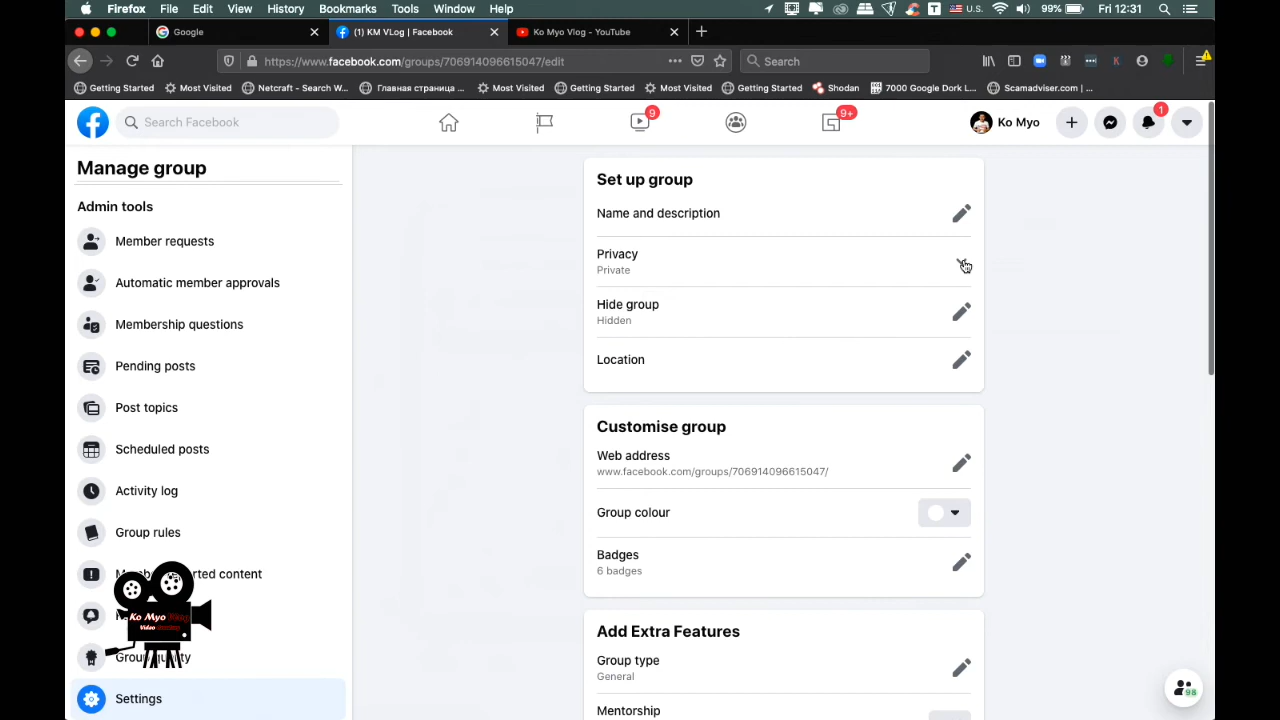 Firefox File Edit View History Bookmarks Tools Window Help U.S. 99% Fri 12:31
Google (1) KM VLog | Facebook Ko Myo Vlog - YouTube
https://www.facebook.com/groups/706914096615047/edit Search
Getting Started Most Visited Netcraft - Search W... Главная страница ... Most Visited Getting Started Most Visited Getting Started Shodan 7000 Google Dork L... Scamadviser.com | ...
Search Facebook 9 9+ Ko Myo 1
Manage group
Admin tools
Member requests
Automatic member approvals
Membership questions
Pending posts
Post topics
Scheduled posts
Activity log
Group rules
rted content
Ko Myo Vlog
Group quality
Settings
Set up group
Name and description
Privacy
Private
Hide group
Hidden
Location
Customise group
Web address
www.facebook.com/groups/706914096615047/
Group colour
Badges
6 badges
Add Extra Features
Group type
General
Mentorship
98